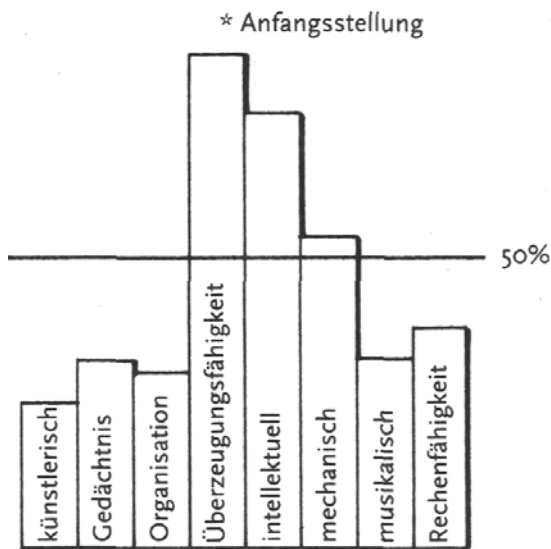 * Anfangsstellung
50%
künstlerisch
Gedächtnis
Organisation
Überzeugungsfähigkeit
intellektuell
mechanisch
musikalisch
Rechenfähigkeit